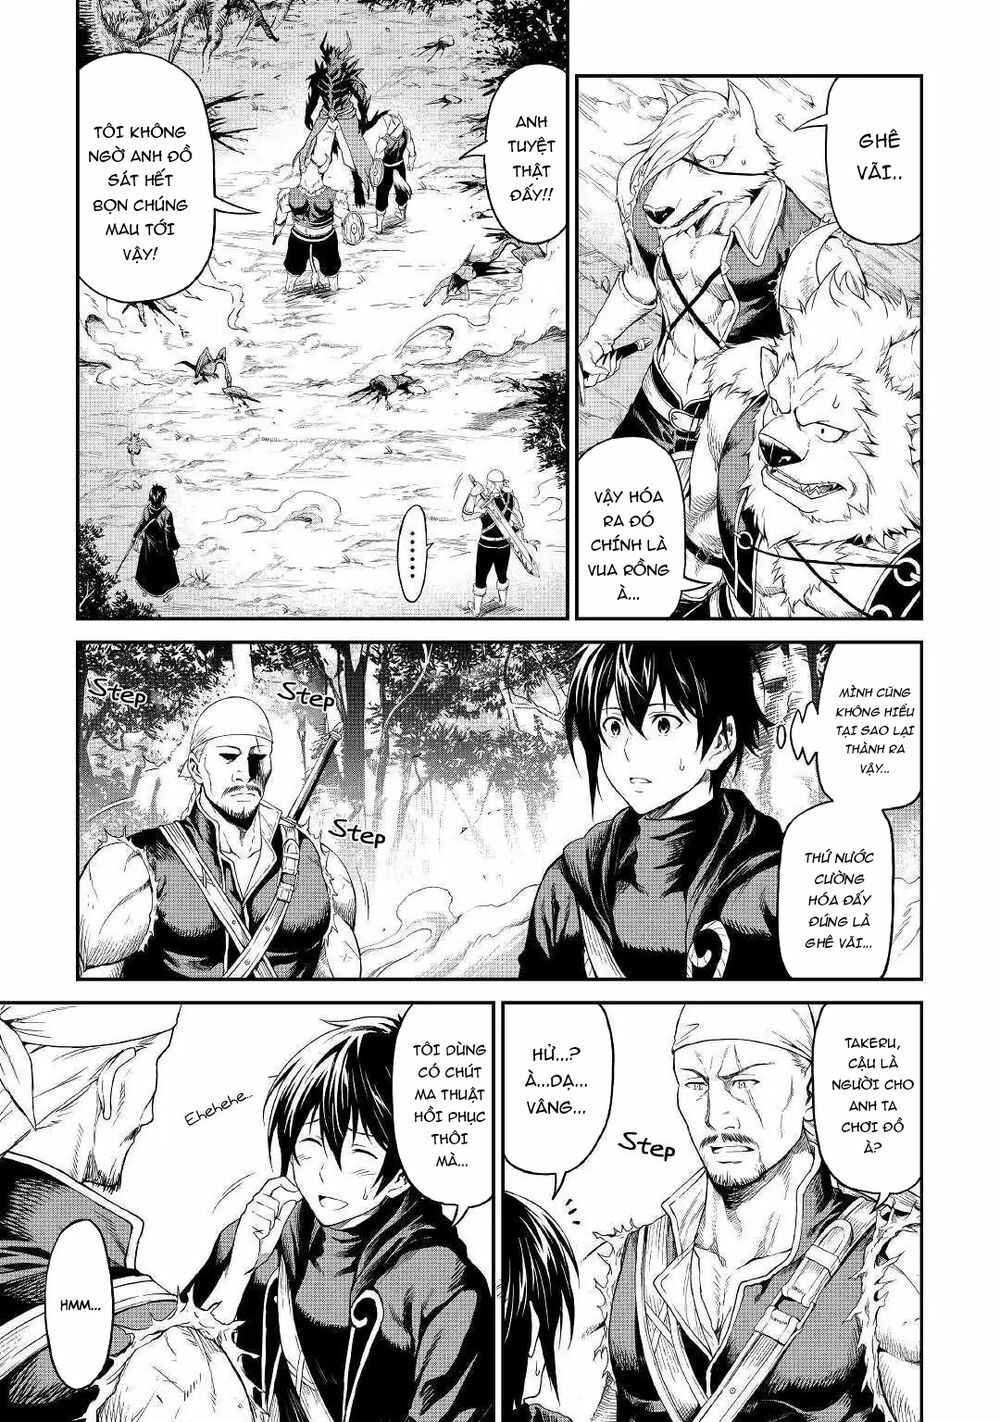 GHÊ
VÃI..
VẬY HÓA
RA ĐÓ
CHÍNH LÀ
VUA RỒNG
À...
ANH
TUYỆT
THẬT
ĐẤY!!
TÔI KHÔNG
NGỜ ANH ĐỒ
SÁT HẾT
BỌN CHÚNG
MAU TỚI
VẬY!
......
MÌNH CŨNG
KHÔNG HIỂU
TẠI SAO LẠI
THÀNH RA
VẬY...
THỨ NƯỚC
CƯỜNG
HÓA ĐẤY
ĐÚNG LÀ
GHÊ VÃI...
Step
Step
Step
TAKERU,
CẬU LÀ
NGƯỜI CHO
ANH TA
CHƠI ĐỒ
À?
Step
HỬ...?
À...DẠ...
VÂNG...
TÔI DÙNG
CÓ CHÚT
MA THUẬT
HỒI PHỤC
THÔI
MÀ...
Ehehehe...
HMM...